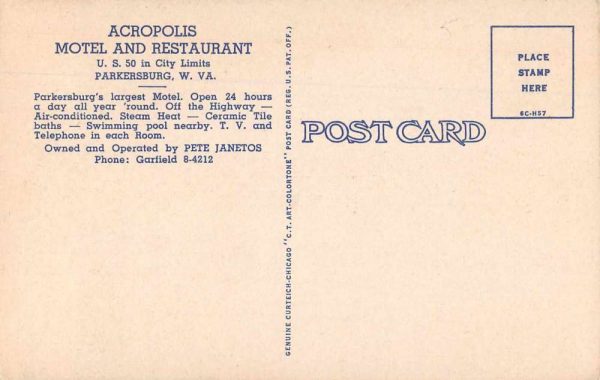 ACROPOLIS
MOTEL AND RESTAURANT
U. S. 50 in City Limits
PARKERSBURG, W. VA.
Parkersburg's largest Motel. Open 24 hours
a day all year 'round. Off the Highway —
Air-conditioned. Steam Heat — Ceramic Tile
baths — Swimming pool nearby. T. V. and
Telephone in each Room.
Owned and Operated by PETE JANETOS
Phone: Garfield 8-4212
GENUINE CURTEICH-CHICAGO "C.T. ART-COLORTONE" POST CARD (REG. U.S. PAT. OFF.)
POST CARD
PLACE
STAMP
HERE
6C-H57